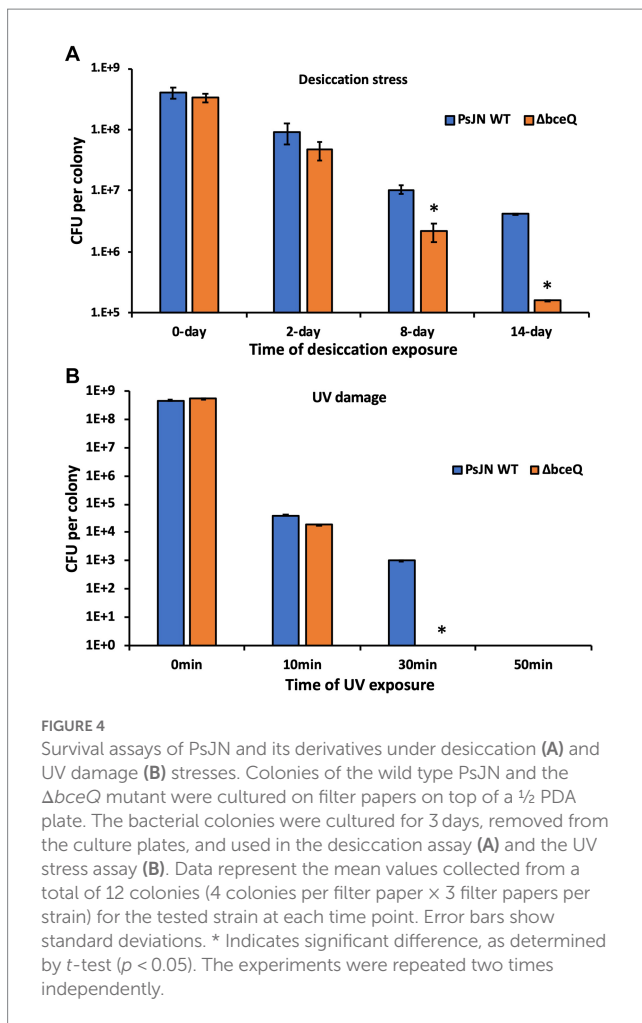 A
Desiccation stress
PsJN WT
ΔbceQ
CFU per colony
1.E+9
1.E+8
1.E+7
1.E+6
1.E+5
*
*
0-day
2-day
8-day
14-day
Time of desiccation exposure
B
UV damage
PsJN WT
ΔbceQ
CFU per colony
1E+9
1E+8
1E+7
1E+6
1E+5
1E+4
1E+3
1E+2
1E+1
1E+0
*
0min
10min
30min
50min
Time of UV exposure
FIGURE 4
Survival assays of PsJN and its derivatives under desiccation (A) and
UV damage (B) stresses. Colonies of the wild type PsJN and the
ΔbceQ mutant were cultured on filter papers on top of a ½ PDA
plate. The bacterial colonies were cultured for 3 days, removed from
the culture plates, and used in the desiccation assay (A) and the UV
stress assay (B). Data represent the mean values collected from a
total of 12 colonies (4 colonies per filter paper × 3 filter papers per
strain) for the tested strain at each time point. Error bars show
standard deviations. * Indicates significant difference, as determined
by t-test (p < 0.05). The experiments were repeated two times
independently.